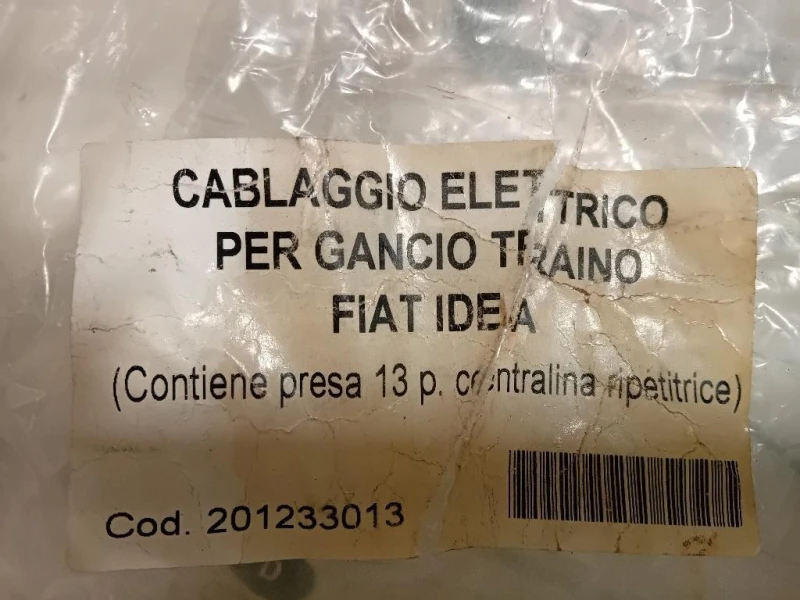 CABLAGGIO ELETTRICO
PER GANCIO TRAINO
FIAT IDEA
(Contiene presa 13 p. centralina ripetitrice)
Cod. 201233013
D